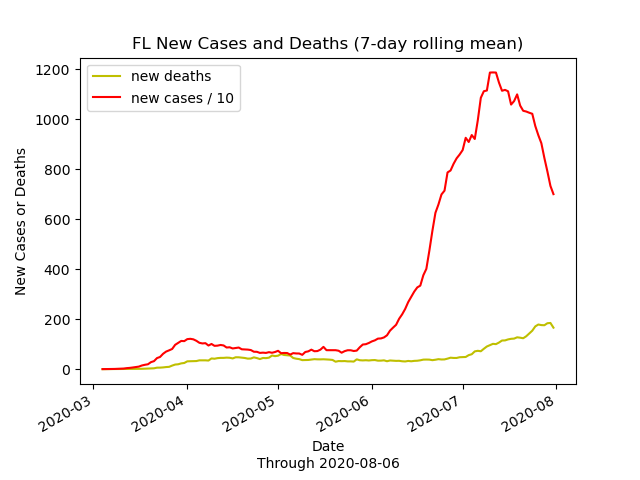 FL New Cases and Deaths (7-day rolling mean)
new deaths
new cases / 10
New Cases or Deaths
1200
1000
800
600
400
200
0
2020-03
2020-04
2020-05
2020-06
2020-07
2020-08
Date
Through 2020-08-06